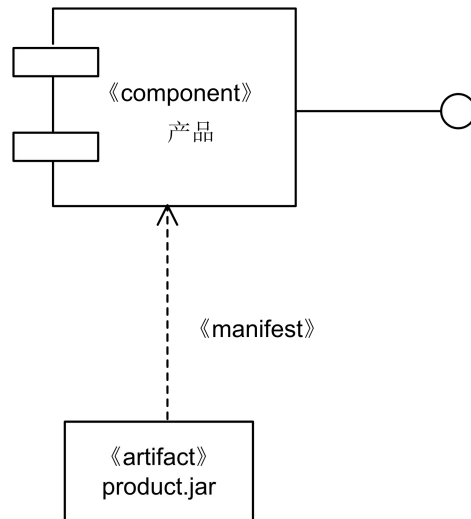 《component》
产品
《manifest》
《artifact》
product.jar